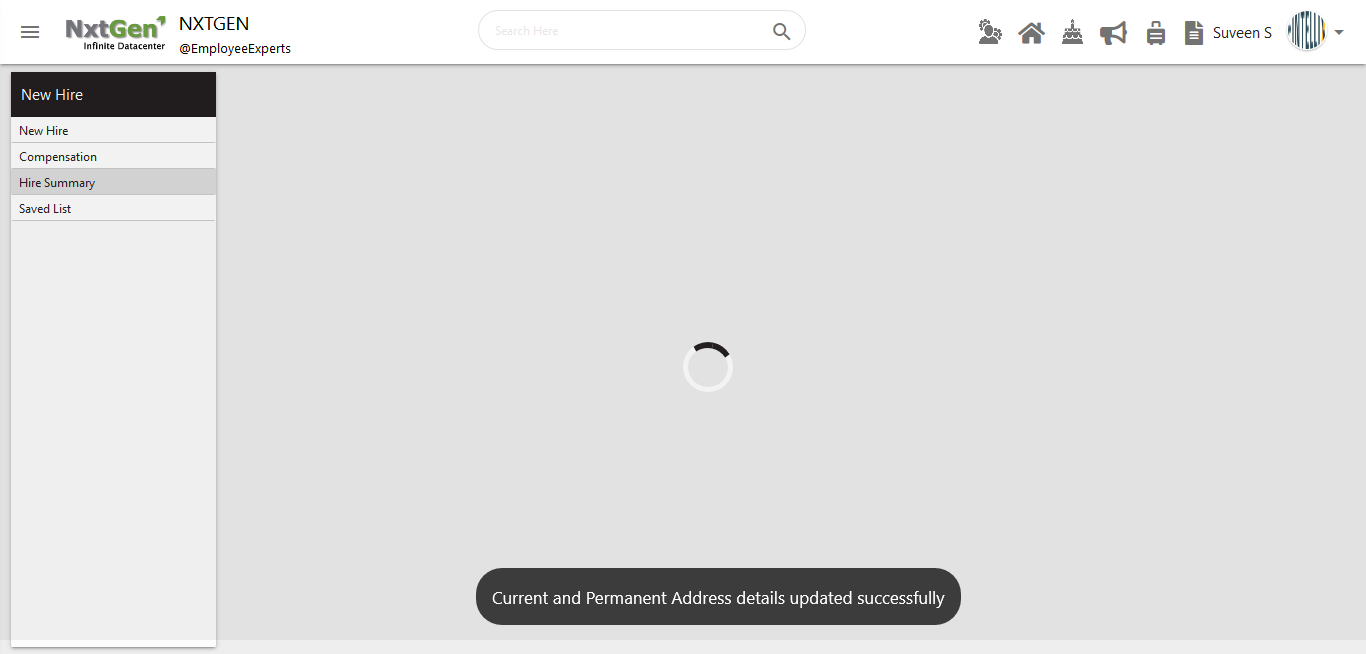 NxtGen
Infinite Datacenter
NXTGEN
@EmployeeExperts
Search Here
Suveen S
INTELI
New Hire
New Hire
Compensation
Hire Summary
Saved List
Current and Permanent Address details updated successfully